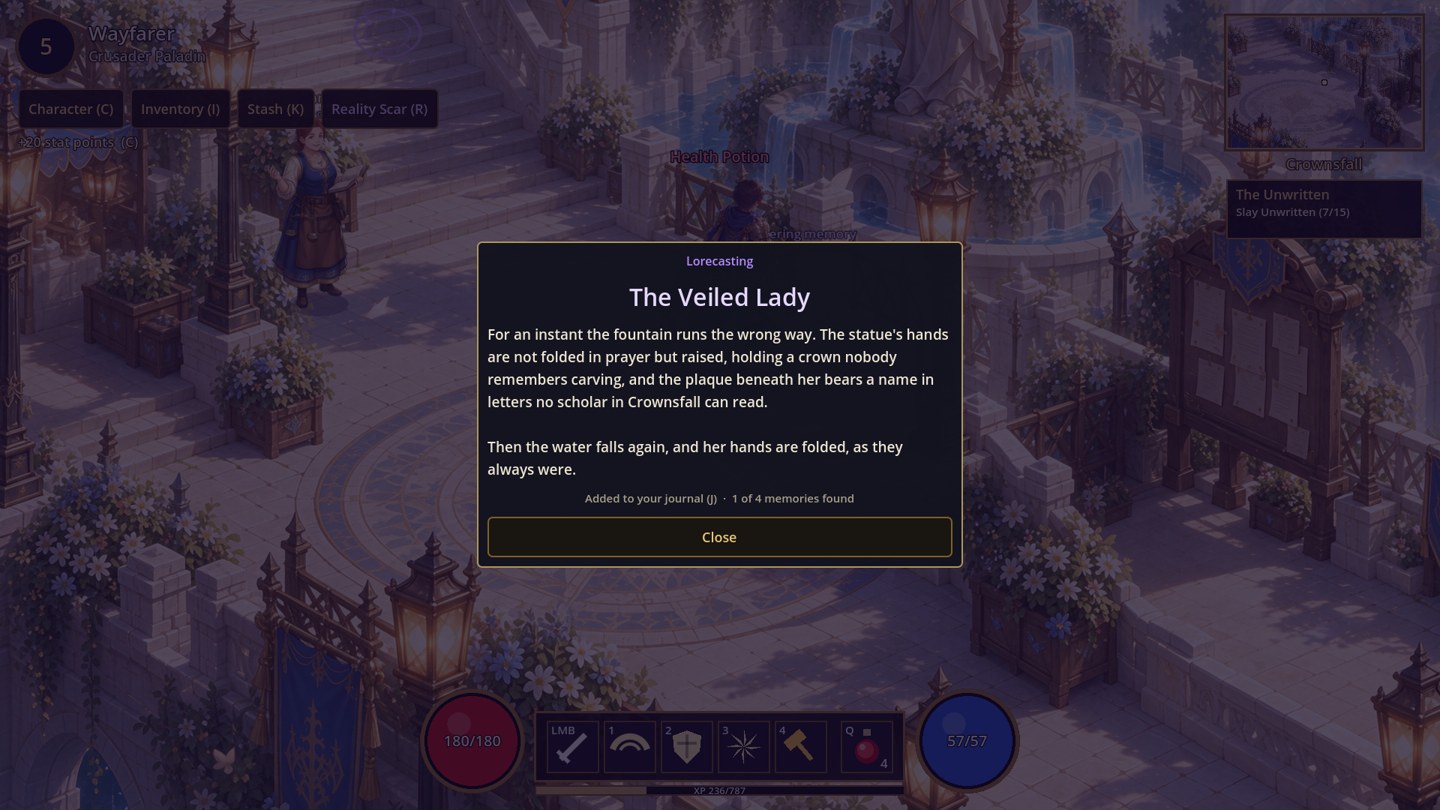 5
Wayfarer
Crusader Paladin
Character (C)
Inventory (I)
Stash (K)
Reality Scar (R)
+20 stat points (C)
Health Potion
ering memory
Crownsfall
The Unwritten
Slay Unwritten (7/15)
Lorecasting
The Veiled Lady
For an instant the fountain runs the wrong way. The statue's hands
are not folded in prayer but raised, holding a crown nobody
remembers carving, and the plaque beneath her bears a name in
letters no scholar in Crownsfall can read.
Then the water falls again, and her hands are folded, as they
always were.
Added to your journal (J) · 1 of 4 memories found
Close
180/180
LMB
1
2
3
4
Q
4
57/57
XP 236/787